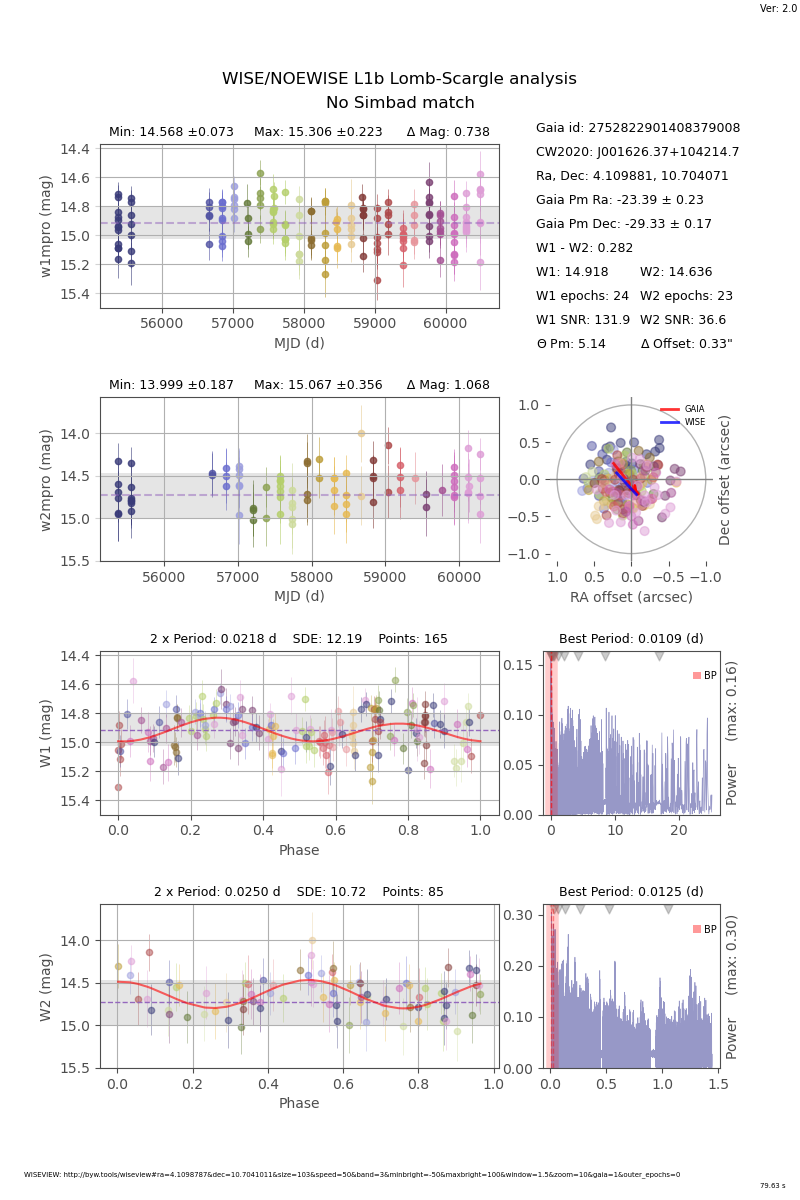 Ver: 2.0
WISE/NOEWISE L1b Lomb-Scargle analysis
No Simbad match
Min: 14.568 ±0.073 Max: 15.306 ±0.223 Δ Mag: 0.738
14.4
14.6
14.8
15.0
15.2
15.4
w1mpro (mag)
56000 57000 58000 59000 60000
MJD (d)
Gaia id: 2752822901408379008
CW2020: J001626.37+104214.7
Ra, Dec: 4.109881, 10.704071
Gaia Pm Ra: -23.39 ± 0.23
Gaia Pm Dec: -29.33 ± 0.17
W1 - W2: 0.282
W1: 14.918 W2: 14.636
W1 epochs: 24 W2 epochs: 23
W1 SNR: 131.9 W2 SNR: 36.6
Θ Pm: 5.14 Δ Offset: 0.33"
Min: 13.999 ±0.187 Max: 15.067 ±0.356 Δ Mag: 1.068
14.0
14.5
15.0
15.5
w2mpro (mag)
56000 57000 58000 59000 60000
MJD (d)
GAIA
WISE
1.0
0.5
0.0
−0.5
−1.0
Dec offset (arcsec)
1.0 0.5 0.0 −0.5 −1.0
RA offset (arcsec)
2 x Period: 0.0218 d SDE: 12.19 Points: 165
14.4
14.6
14.8
15.0
15.2
15.4
W1 (mag)
0.0 0.2 0.4 0.6 0.8 1.0
Phase
Best Period: 0.0109 (d)
BP
0.15
0.10
0.05
0.00
Power (max: 0.16)
0 10 20
2 x Period: 0.0250 d SDE: 10.72 Points: 85
14.0
14.5
15.0
15.5
W2 (mag)
0.0 0.2 0.4 0.6 0.8 1.0
Phase
Best Period: 0.0125 (d)
BP
0.30
0.20
0.10
0.00
Power (max: 0.30)
0.0 0.5 1.0 1.5
WISEVIEW: http://byw.tools/wiseview#ra=4.1098787&dec=10.7041011&size=103&speed=50&band=3&minbright=-50&maxbright=100&window=1.5&zoom=10&gaia=1&outer_epochs=0
79.63 s